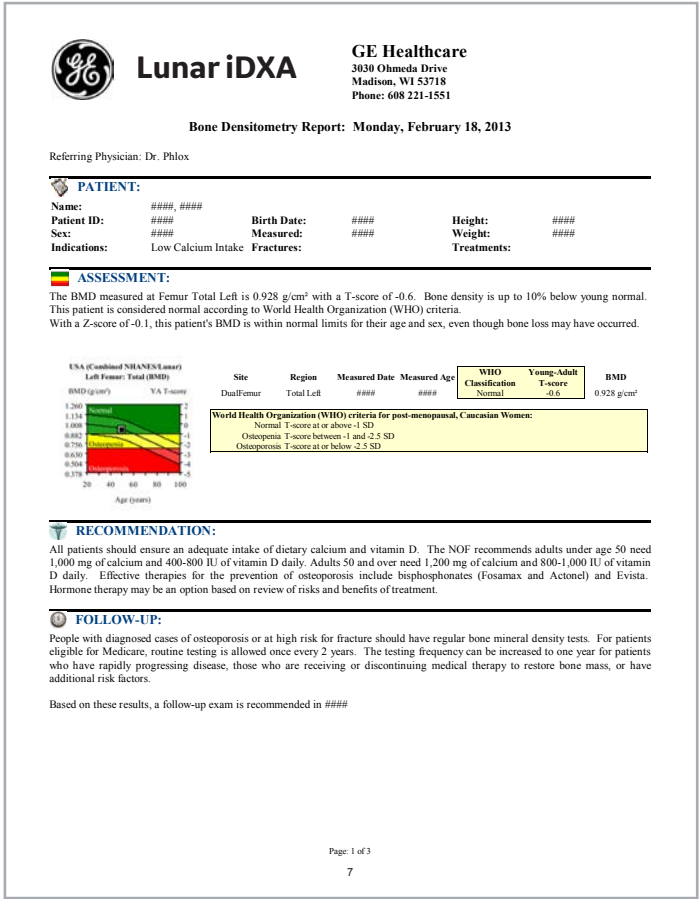 GE Lunar iDXA
GE Healthcare
3030 Ohmeda Drive
Madison, WI 53718
Phone: 608 221-1551
Bone Densitometry Report: Monday, February 18, 2013
Referring Physician: Dr. Phlox
PATIENT:
Name: ####, ####
Patient ID: #### Birth Date: #### Height: ####
Sex: #### Measured: #### Weight: ####
Indications: Low Calcium Intake Fractures: Treatments:
ASSESSMENT:
The BMD measured at Femur Total Left is 0.928 g/cm² with a T-score of -0.6. Bone density is up to 10% below young normal.
This patient is considered normal according to World Health Organization (WHO) criteria.
With a Z-score of -0.1, this patient's BMD is within normal limits for their age and sex, even though bone loss may have occurred.
USA (Combined NHANES/Lunar)
Left Femur: Total (BMD)
BMD (g/cm²) YA T-score
1.260 Normal 2
1.134 1
1.008 0
0.882 -1
0.756 Osteopenia -2
0.630 -3
0.504 -4
0.378 Osteoporosis -5
20 40 60 80 100
Age (years)
Site Region Measured Date Measured Age WHO Classification Young-Adult T-score BMD
DualFemur Total Left #### #### Normal -0.6 0.928 g/cm²
World Health Organization (WHO) criteria for post-menopausal, Caucasian Women:
Normal T-score at or above -1 SD
Osteopenia T-score between -1 and -2.5 SD
Osteoporosis T-score at or below -2.5 SD
RECOMMENDATION:
All patients should ensure an adequate intake of dietary calcium and vitamin D. The NOF recommends adults under age 50 need
1,000 mg of calcium and 400-800 IU of vitamin D daily. Adults 50 and over need 1,200 mg of calcium and 800-1,000 IU of vitamin
D daily. Effective therapies for the prevention of osteoporosis include bisphosphonates (Fosamax and Actonel) and Evista.
Hormone therapy may be an option based on review of risks and benefits of treatment.
FOLLOW-UP:
People with diagnosed cases of osteoporosis or at high risk for fracture should have regular bone mineral density tests. For patients
eligible for Medicare, routine testing is allowed once every 2 years. The testing frequency can be increased to one year for patients
who have rapidly progressing disease, those who are receiving or discontinuing medical therapy to restore bone mass, or have
additional risk factors.
Based on these results, a follow-up exam is recommended in ####
Page: 1 of 3
7